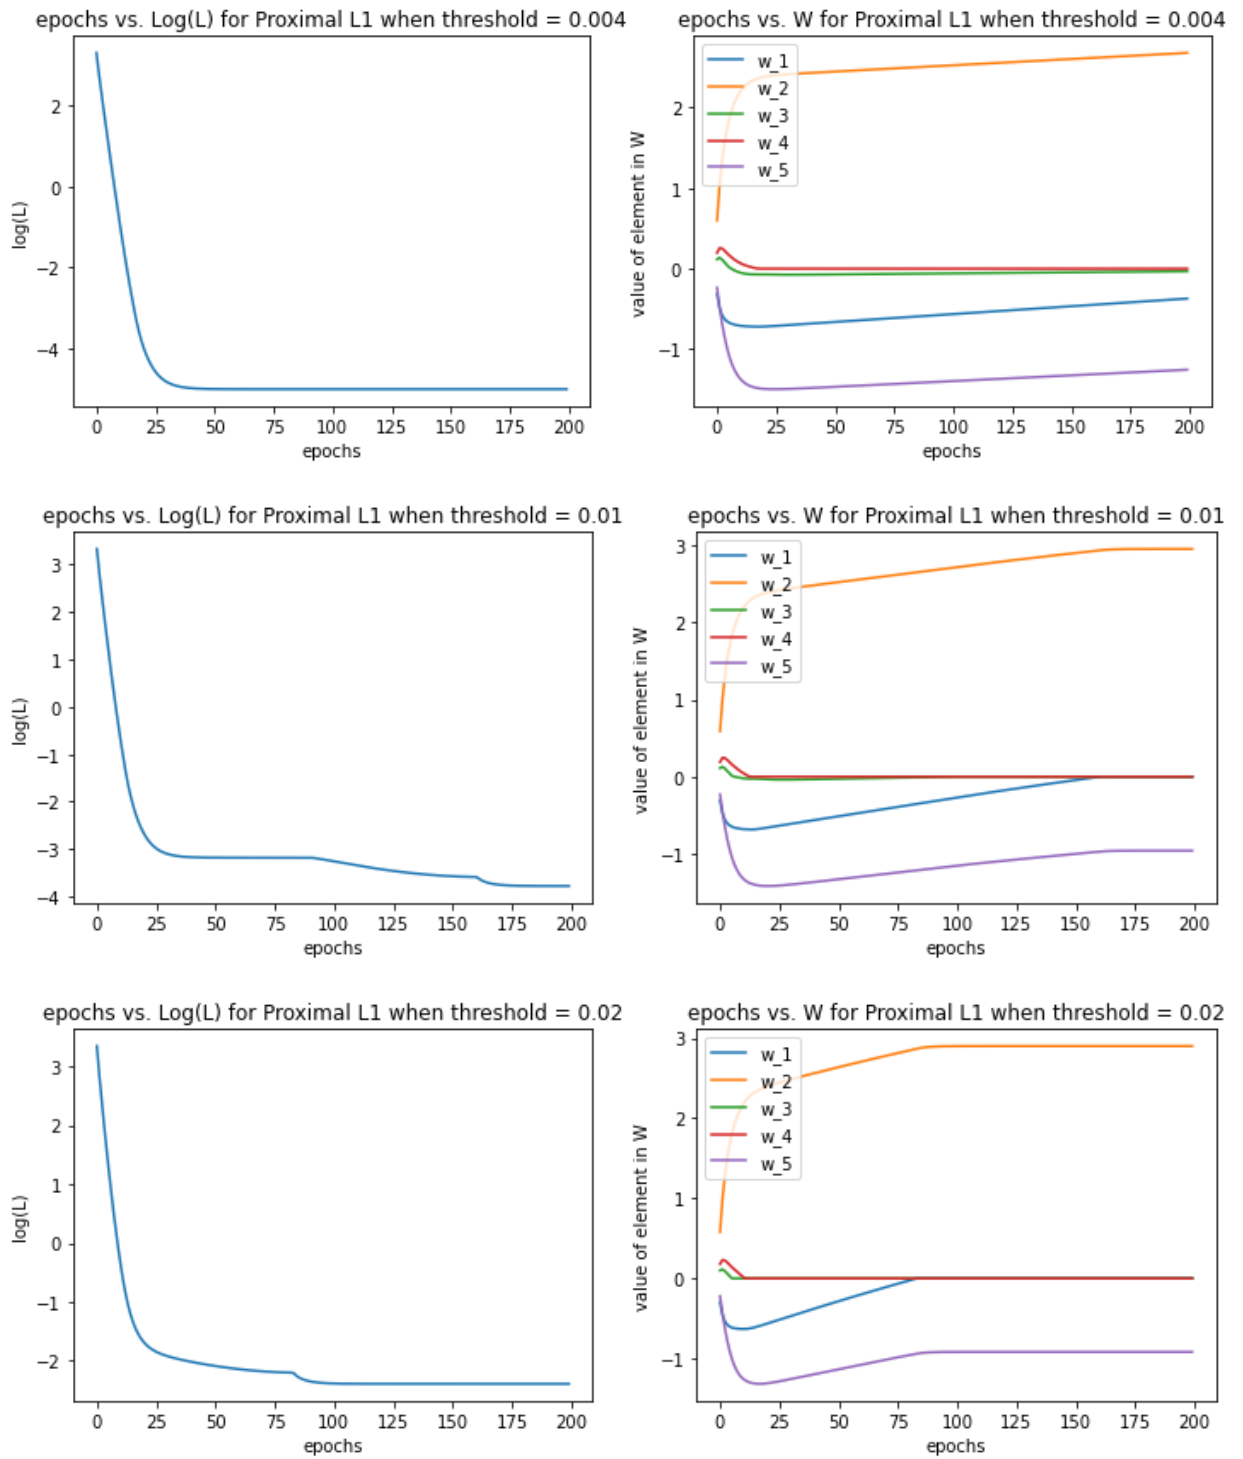 epochs vs. Log(L) for Proximal L1 when threshold = 0.004
2
0
−2
−4
log(L)
0 25 50 75 100 125 150 175 200
epochs
epochs vs. W for Proximal L1 when threshold = 0.004
w_1
w_2
w_3
w_4
w_5
2
1
0
−1
value of element in W
0 25 50 75 100 125 150 175 200
epochs
epochs vs. Log(L) for Proximal L1 when threshold = 0.01
3
2
1
0
−1
−2
−3
−4
log(L)
0 25 50 75 100 125 150 175 200
epochs
epochs vs. W for Proximal L1 when threshold = 0.01
w_1
w_2
w_3
w_4
w_5
3
2
1
0
−1
value of element in W
0 25 50 75 100 125 150 175 200
epochs
epochs vs. Log(L) for Proximal L1 when threshold = 0.02
3
2
1
0
−1
−2
log(L)
0 25 50 75 100 125 150 175 200
epochs
epochs vs. W for Proximal L1 when threshold = 0.02
w_1
w_2
w_3
w_4
w_5
3
2
1
0
−1
value of element in W
0 25 50 75 100 125 150 175 200
epochs